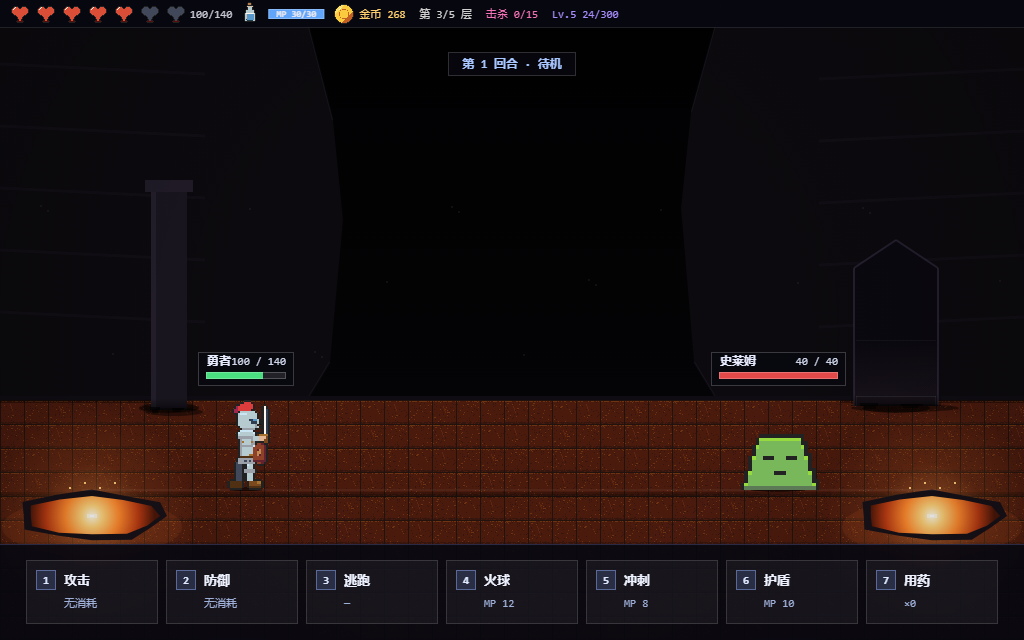 100/140 MP 30/30 金币 268 第 3/5 层 击杀 0/15 Lv.5 24/300
第 1 回合 · 待机
勇者100 / 140
史莱姆 40 / 40
1 攻击 2 防御 3 逃跑 4 火球 5 冲刺 6 护盾 7 用药
无消耗 无消耗 — MP 12 MP 8 MP 10 ×0